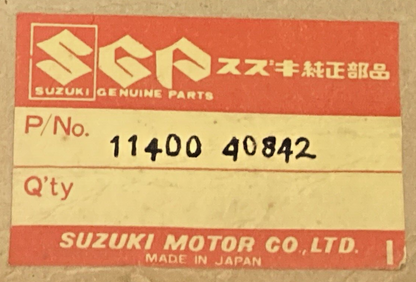 SGP スズキ純正部品
SUZUKI GENUINE PARTS
P/No. 11400 40842
Q'ty
SUZUKI MOTOR CO., LTD.
MADE IN JAPAN